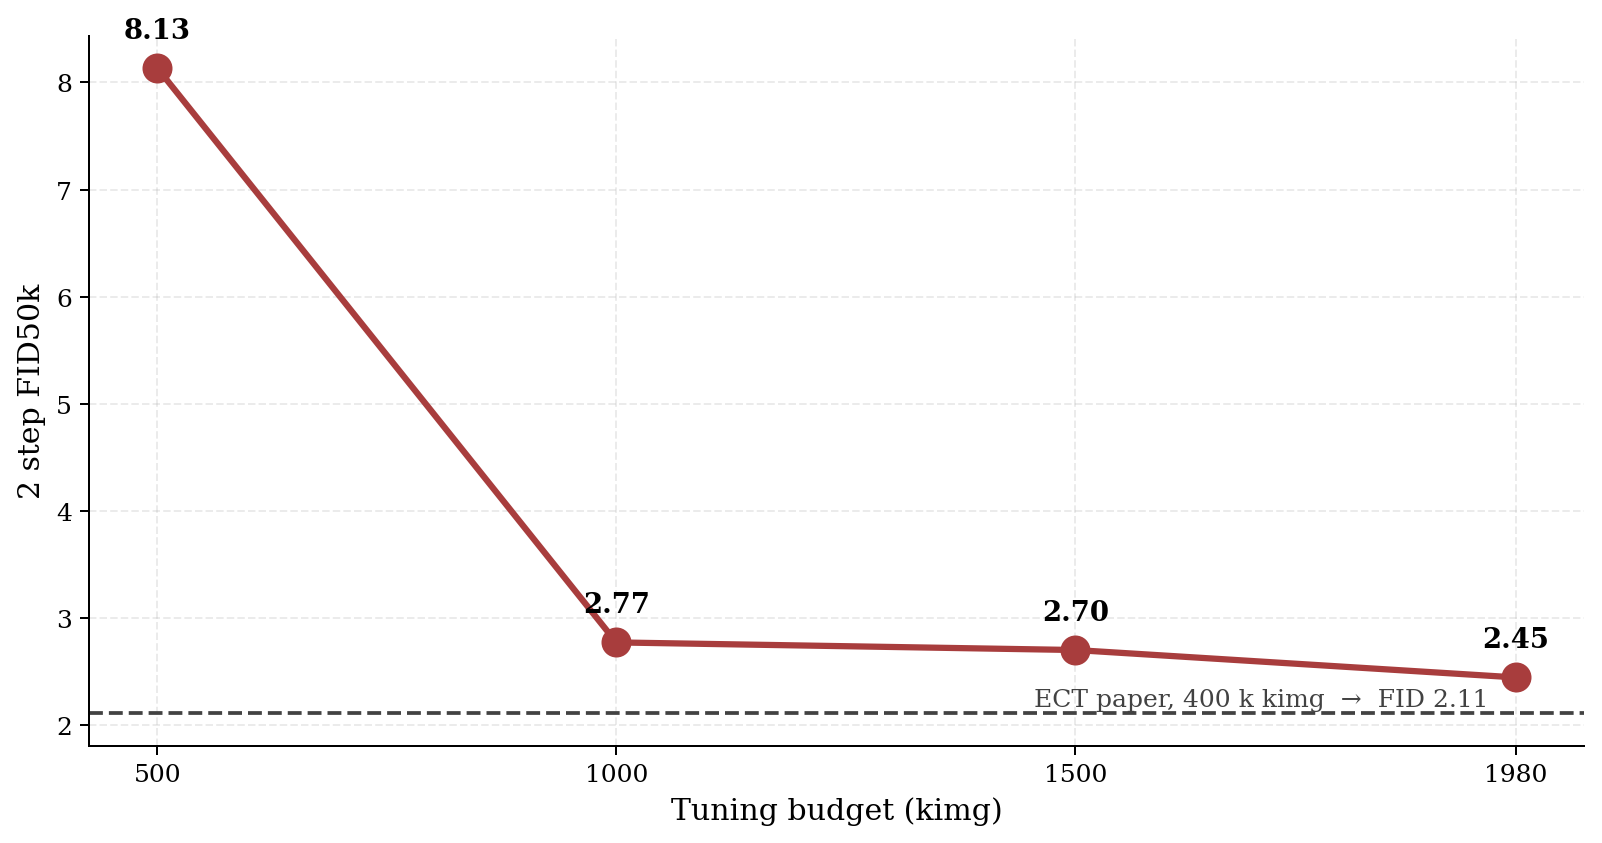 8.13
8
7
6
5
4
3
2
2 step FID50k
2.77
2.70
2.45
ECT paper, 400 k kimg → FID 2.11
500 1000 1500 1980
Tuning budget (kimg)